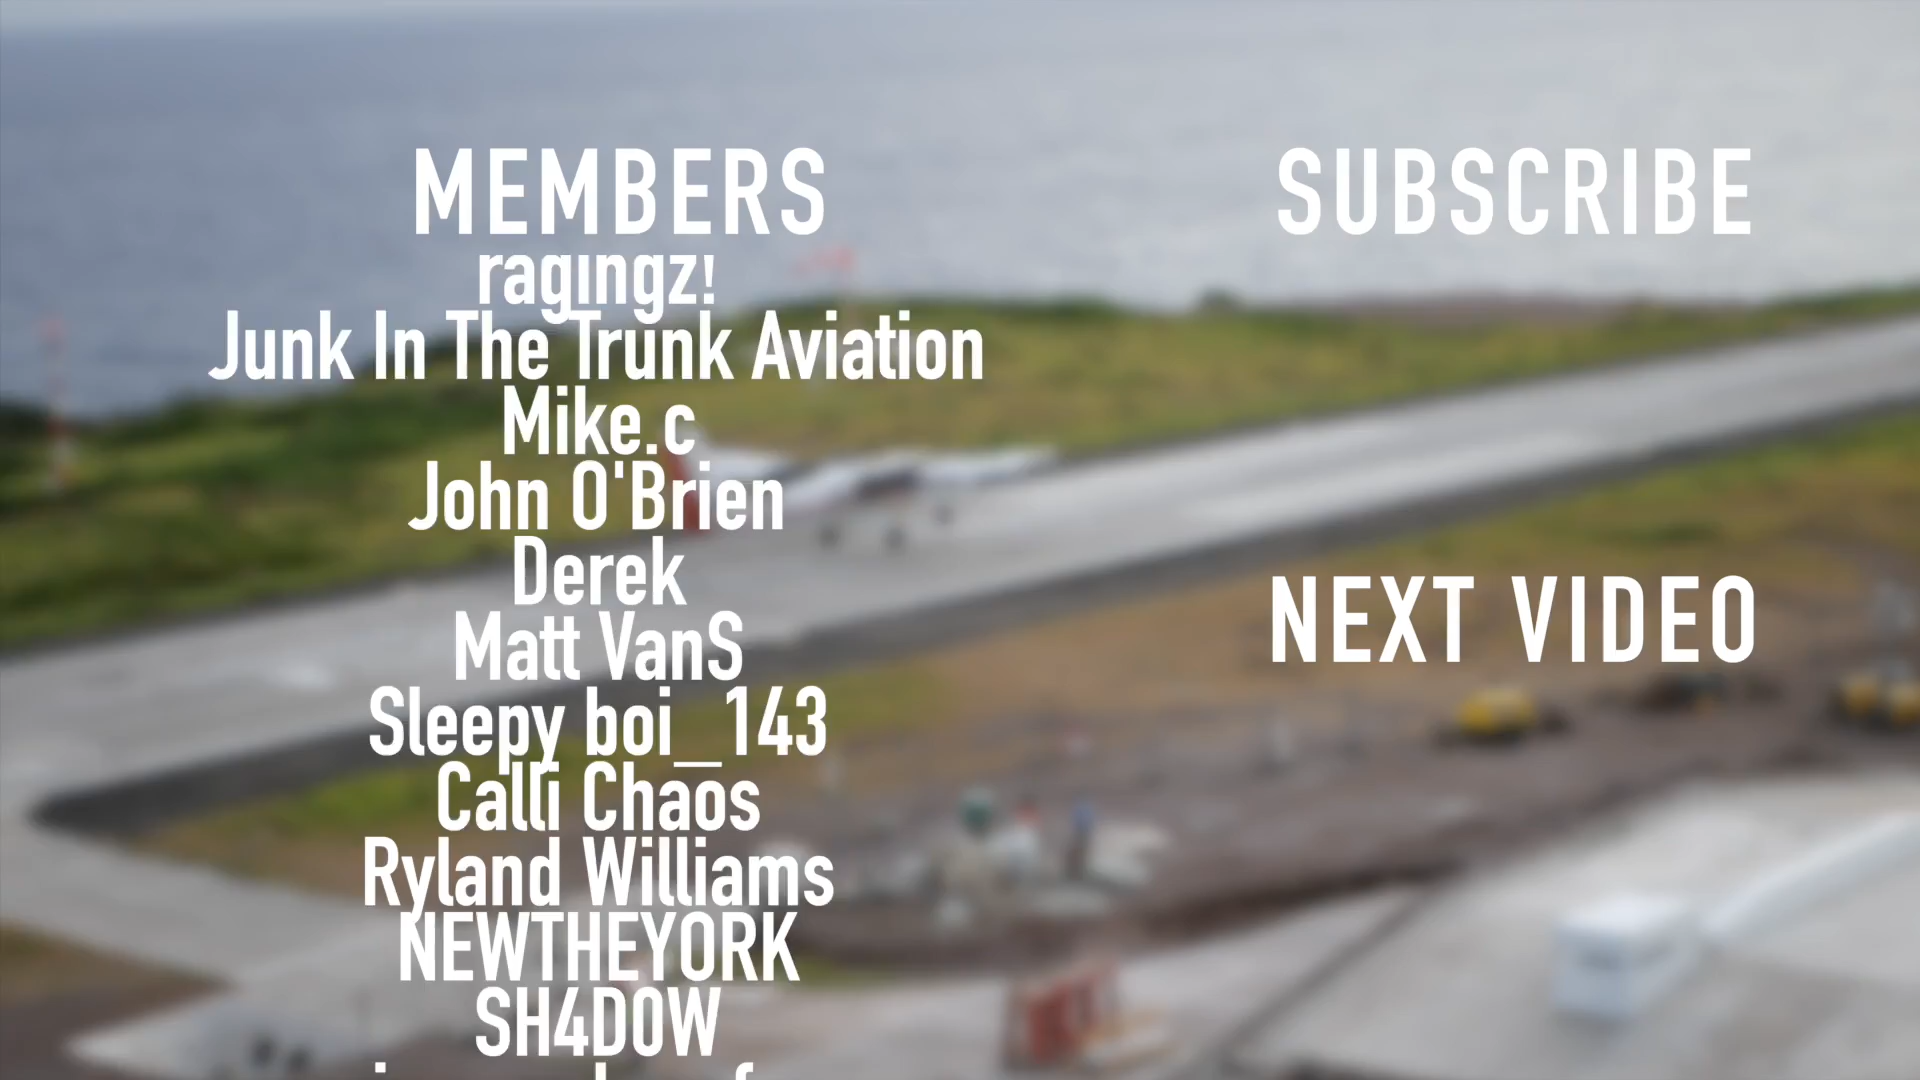 MEMBERS
ragingz!
Junk In The Trunk Aviation
Mike.c
John O'Brien
Derek
Matt VanS
Sleepy boi_143
Calli Chaos
Ryland Williams
NEWTHEYORK
SH4D0W
SUBSCRIBE
NEXT VIDEO